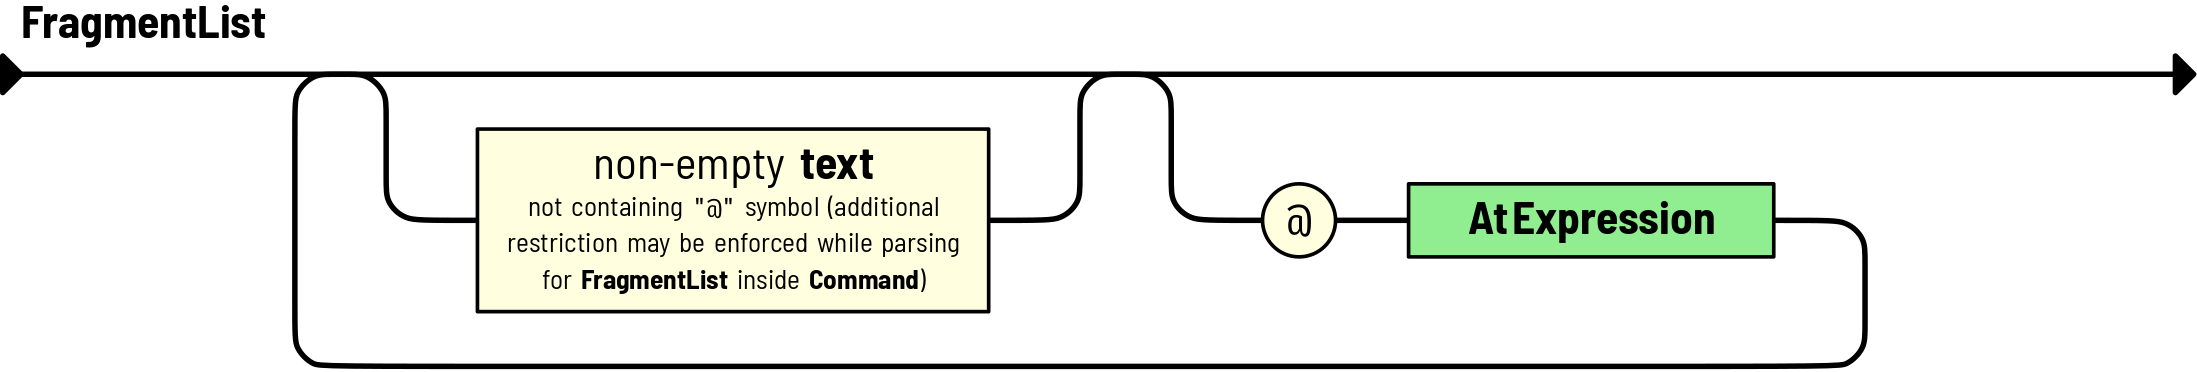 FragmentList
non-empty text
not containing "@" symbol (additional
restriction may be enforced while parsing
for FragmentList inside Command)
@
AtExpression